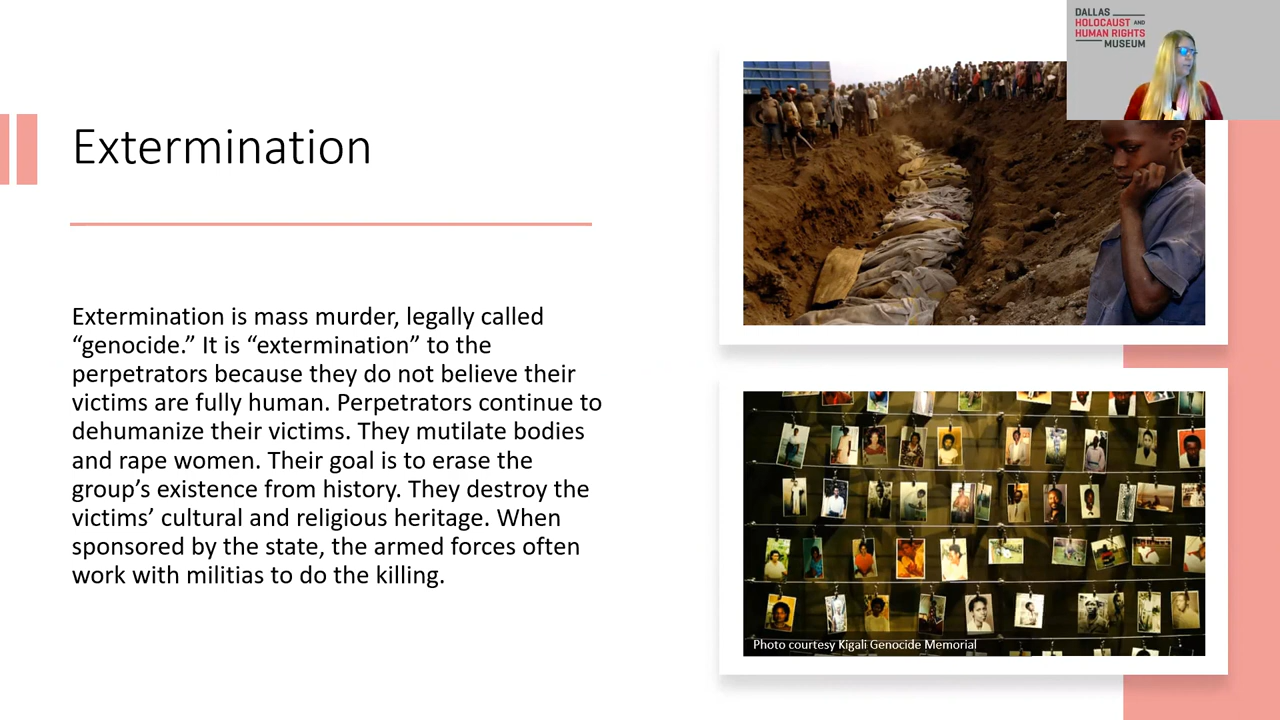 DALLAS
HOLOCAUST AND
HUMAN RIGHTS
MUSEUM
Extermination
Extermination is mass murder, legally called
“genocide.” It is “extermination” to the
perpetrators because they do not believe their
victims are fully human. Perpetrators continue to
dehumanize their victims. They mutilate bodies
and rape women. Their goal is to erase the
group’s existence from history. They destroy the
victims’ cultural and religious heritage. When
sponsored by the state, the armed forces often
work with militias to do the killing.
Photo courtesy Kigali Genocide Memorial